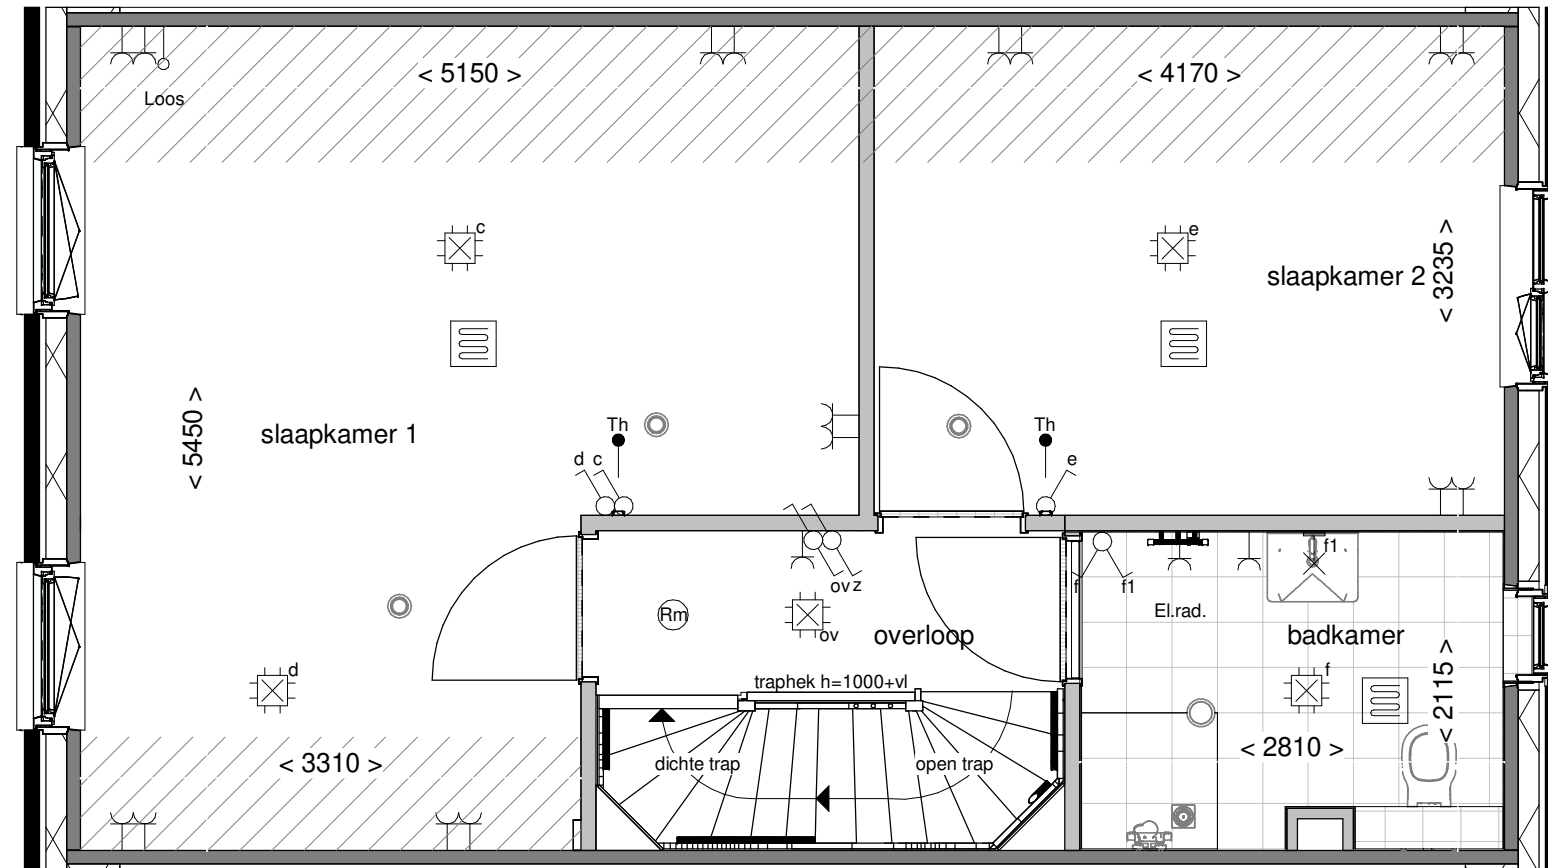 < 5150 >
< 4170 >
Loos
c
e
slaapkamer 2
< 3235 >
< 5450 >
slaapkamer 1
Th
Th
d c
e
f1
ov z
f
f1
Rm
ov
overloop
El.rad.
badkamer
d
traphek h=1000+vl
f
< 2115 >
< 3310 >
dichte trap
open trap
< 2810 >